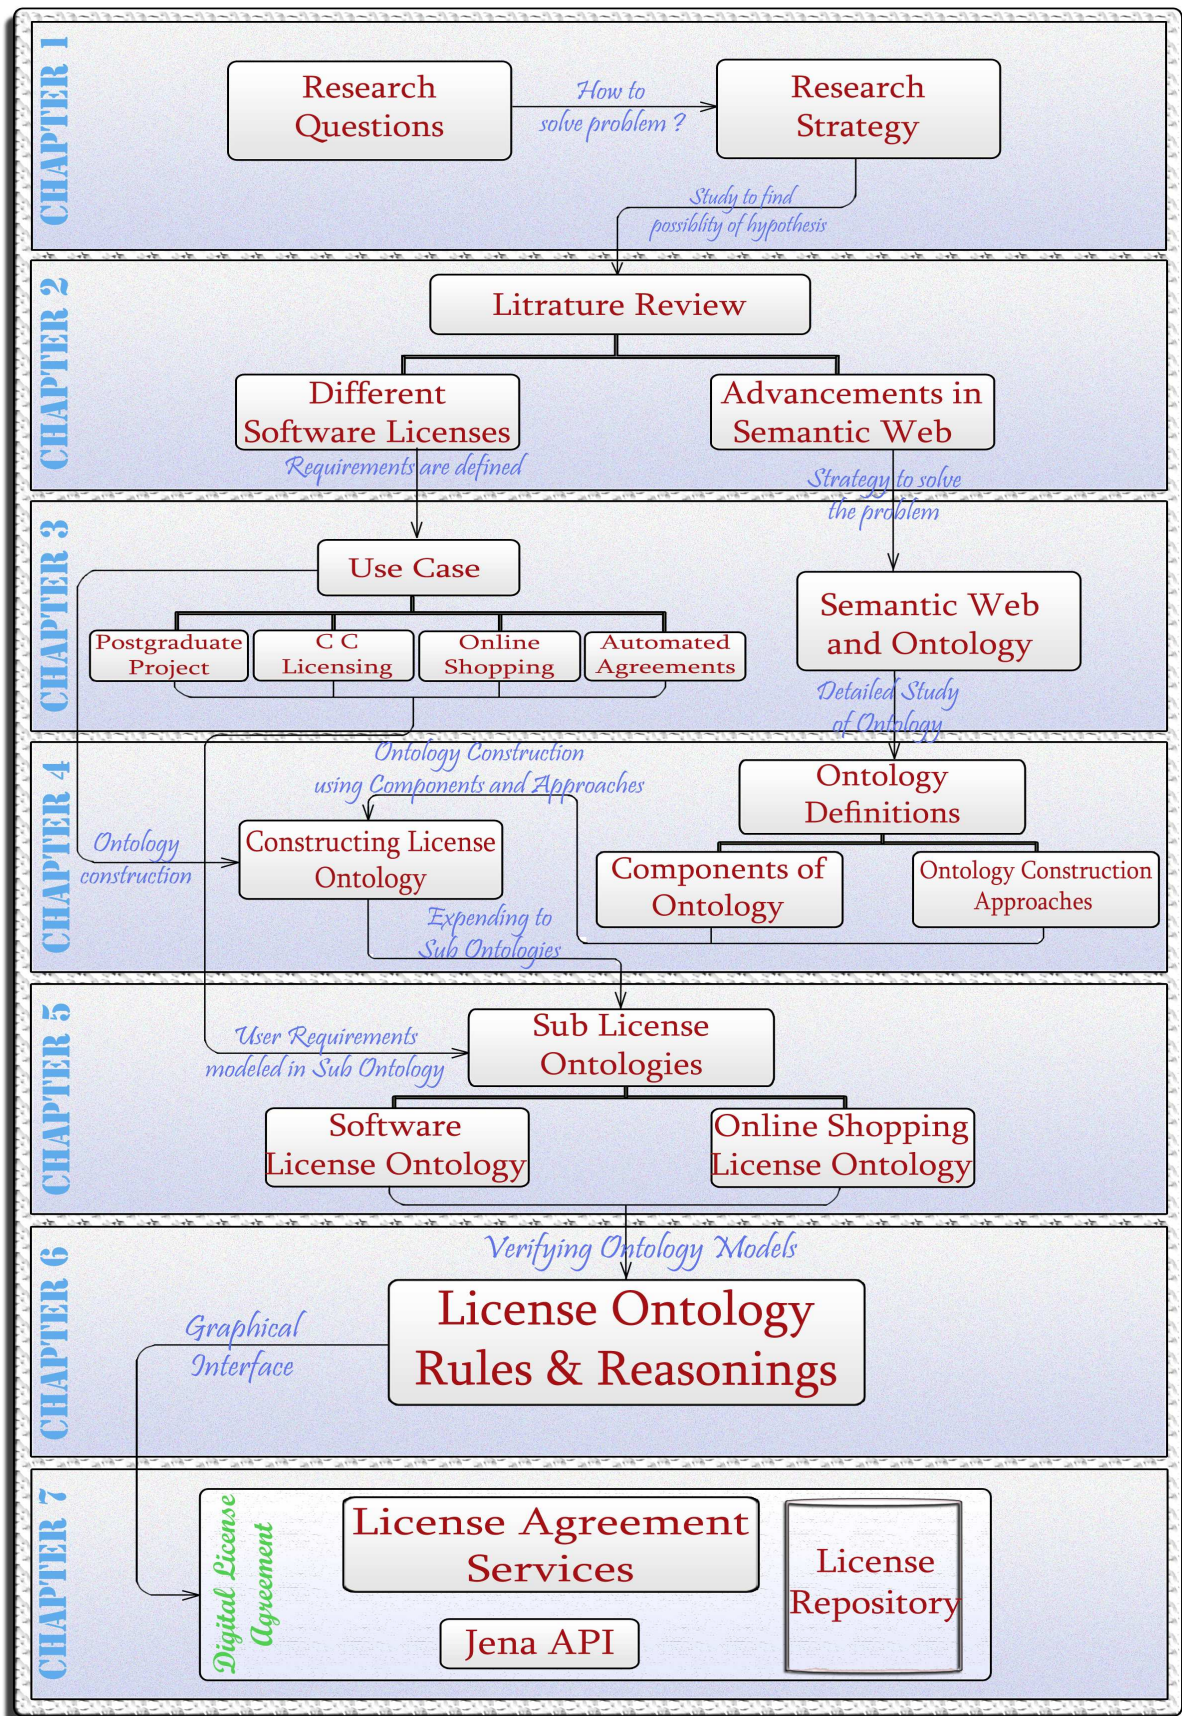 CHAPTER 1
Research
Questions
How to
solve problem ?
Research
Strategy
Study to find
possiblity of hypothesis
CHAPTER 2
Litrature Review
Different
Software Licenses
Advancements in
Semantic Web
Requirements are defined
Strategy to solve
the problem
CHAPTER 3
Use Case
Postgraduate
Project
C C
Licensing
Online
Shopping
Automated
Agreements
Semantic Web
and Ontology
Detailed Study
of Ontology
CHAPTER 4
Ontology Construction
using Components and Approaches
Ontology
Definitions
Ontology
construction
Constructing License
Ontology
Components of
Ontology
Ontology Construction
Approaches
Expending to
Sub Ontologies
CHAPTER 5
User Requirements
modeled in Sub Ontology
Sub License
Ontologies
Software
License Ontology
Online Shopping
License Ontology
CHAPTER 6
Verifying Ontology Models
License Ontology
Rules & Reasonings
Graphical
Interface
CHAPTER 7
Digital License
Agreement
License Agreement
Services
Jena API
License
Repository